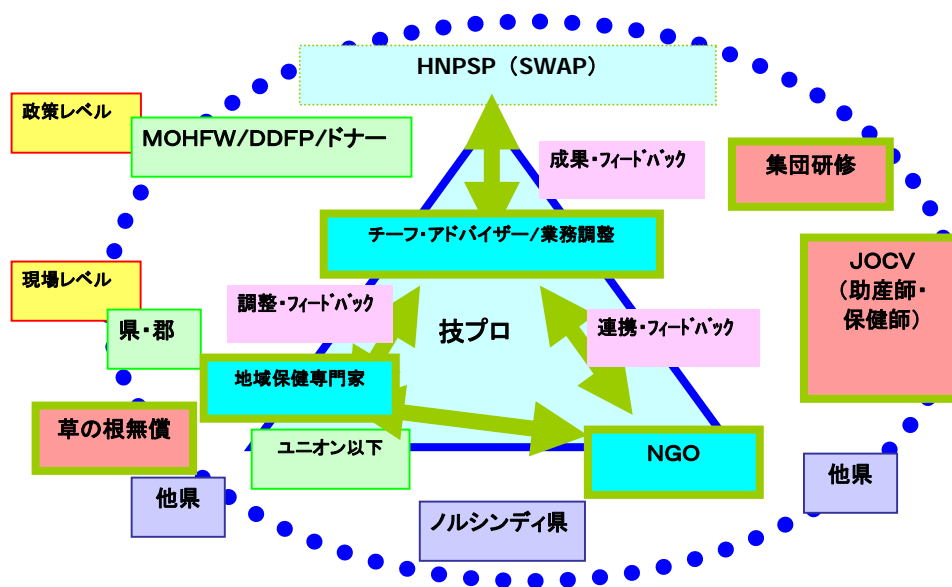 HNPSP（SWAP）
政策レベル
MOHFW/DDFP/ドナー
成果・フィードバック
集団研修
チーフ・アドバイザー/業務調整
現場レベル
JOCV
（助産師・
保健師）
調整・フィードバック
県・郡
技プロ
連携・フィードバック
地域保健専門家
草の根無償
ユニオン以下
NGO
他県
他県
ノルシンディ県